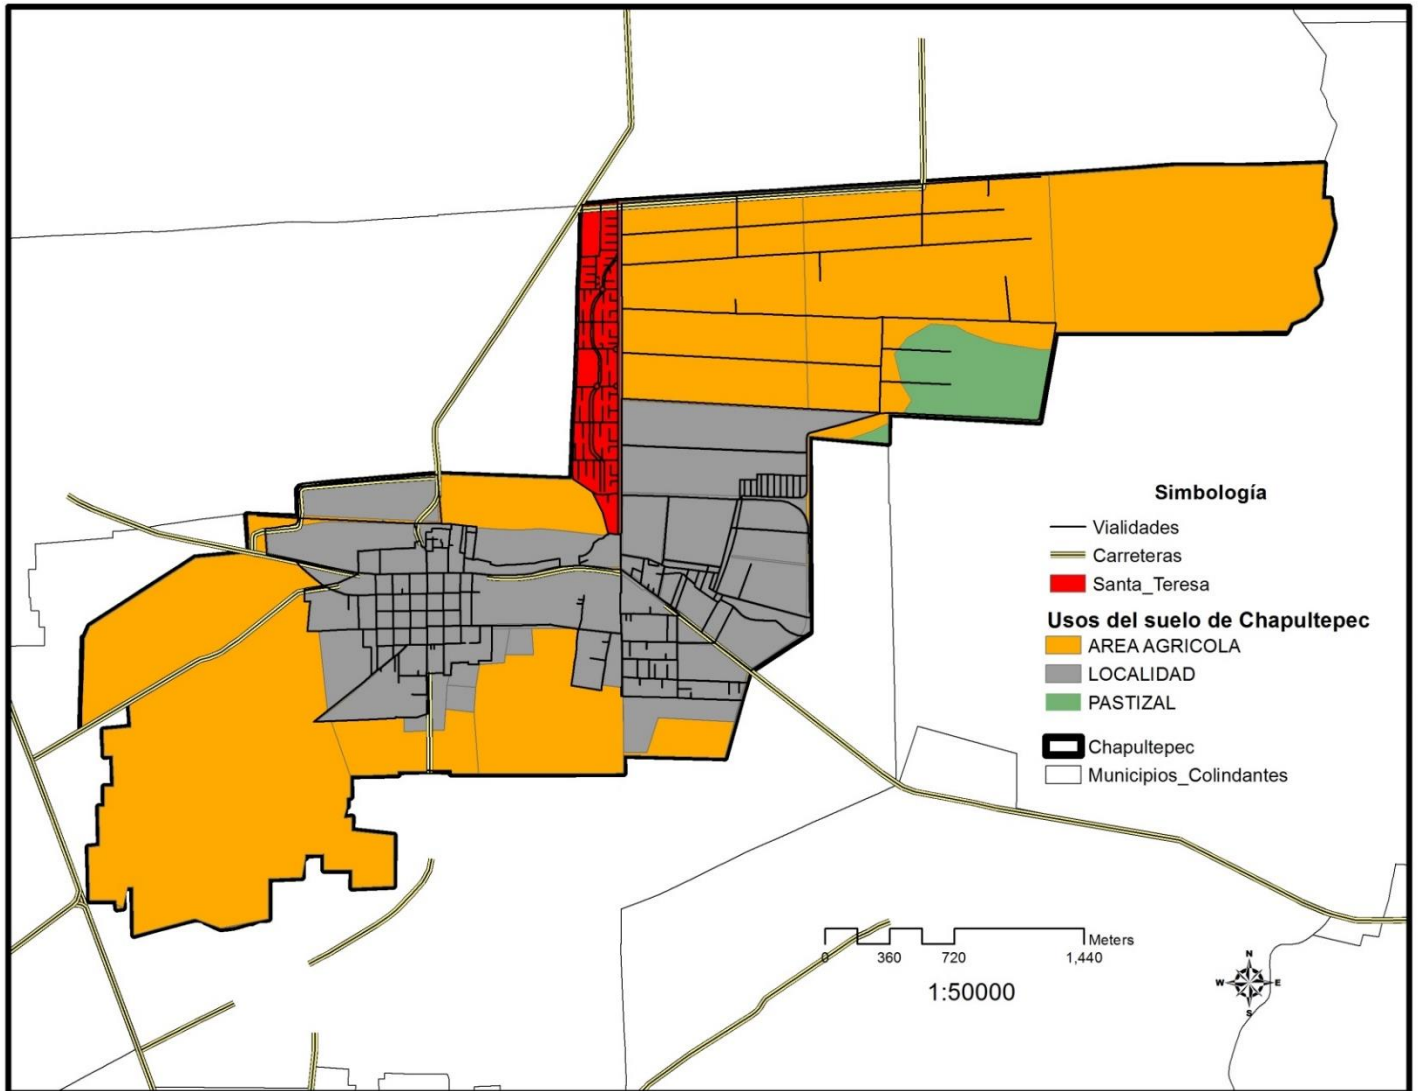 Simbología
Vialidades
Carreteras
Santa_Teresa
Usos del suelo de Chapultepec
AREA AGRICOLA
LOCALIDAD
PASTIZAL
Chapultepec
Municipios_Colindantes
Meters
0 360 720 1,440
1:50000
N
W E
S